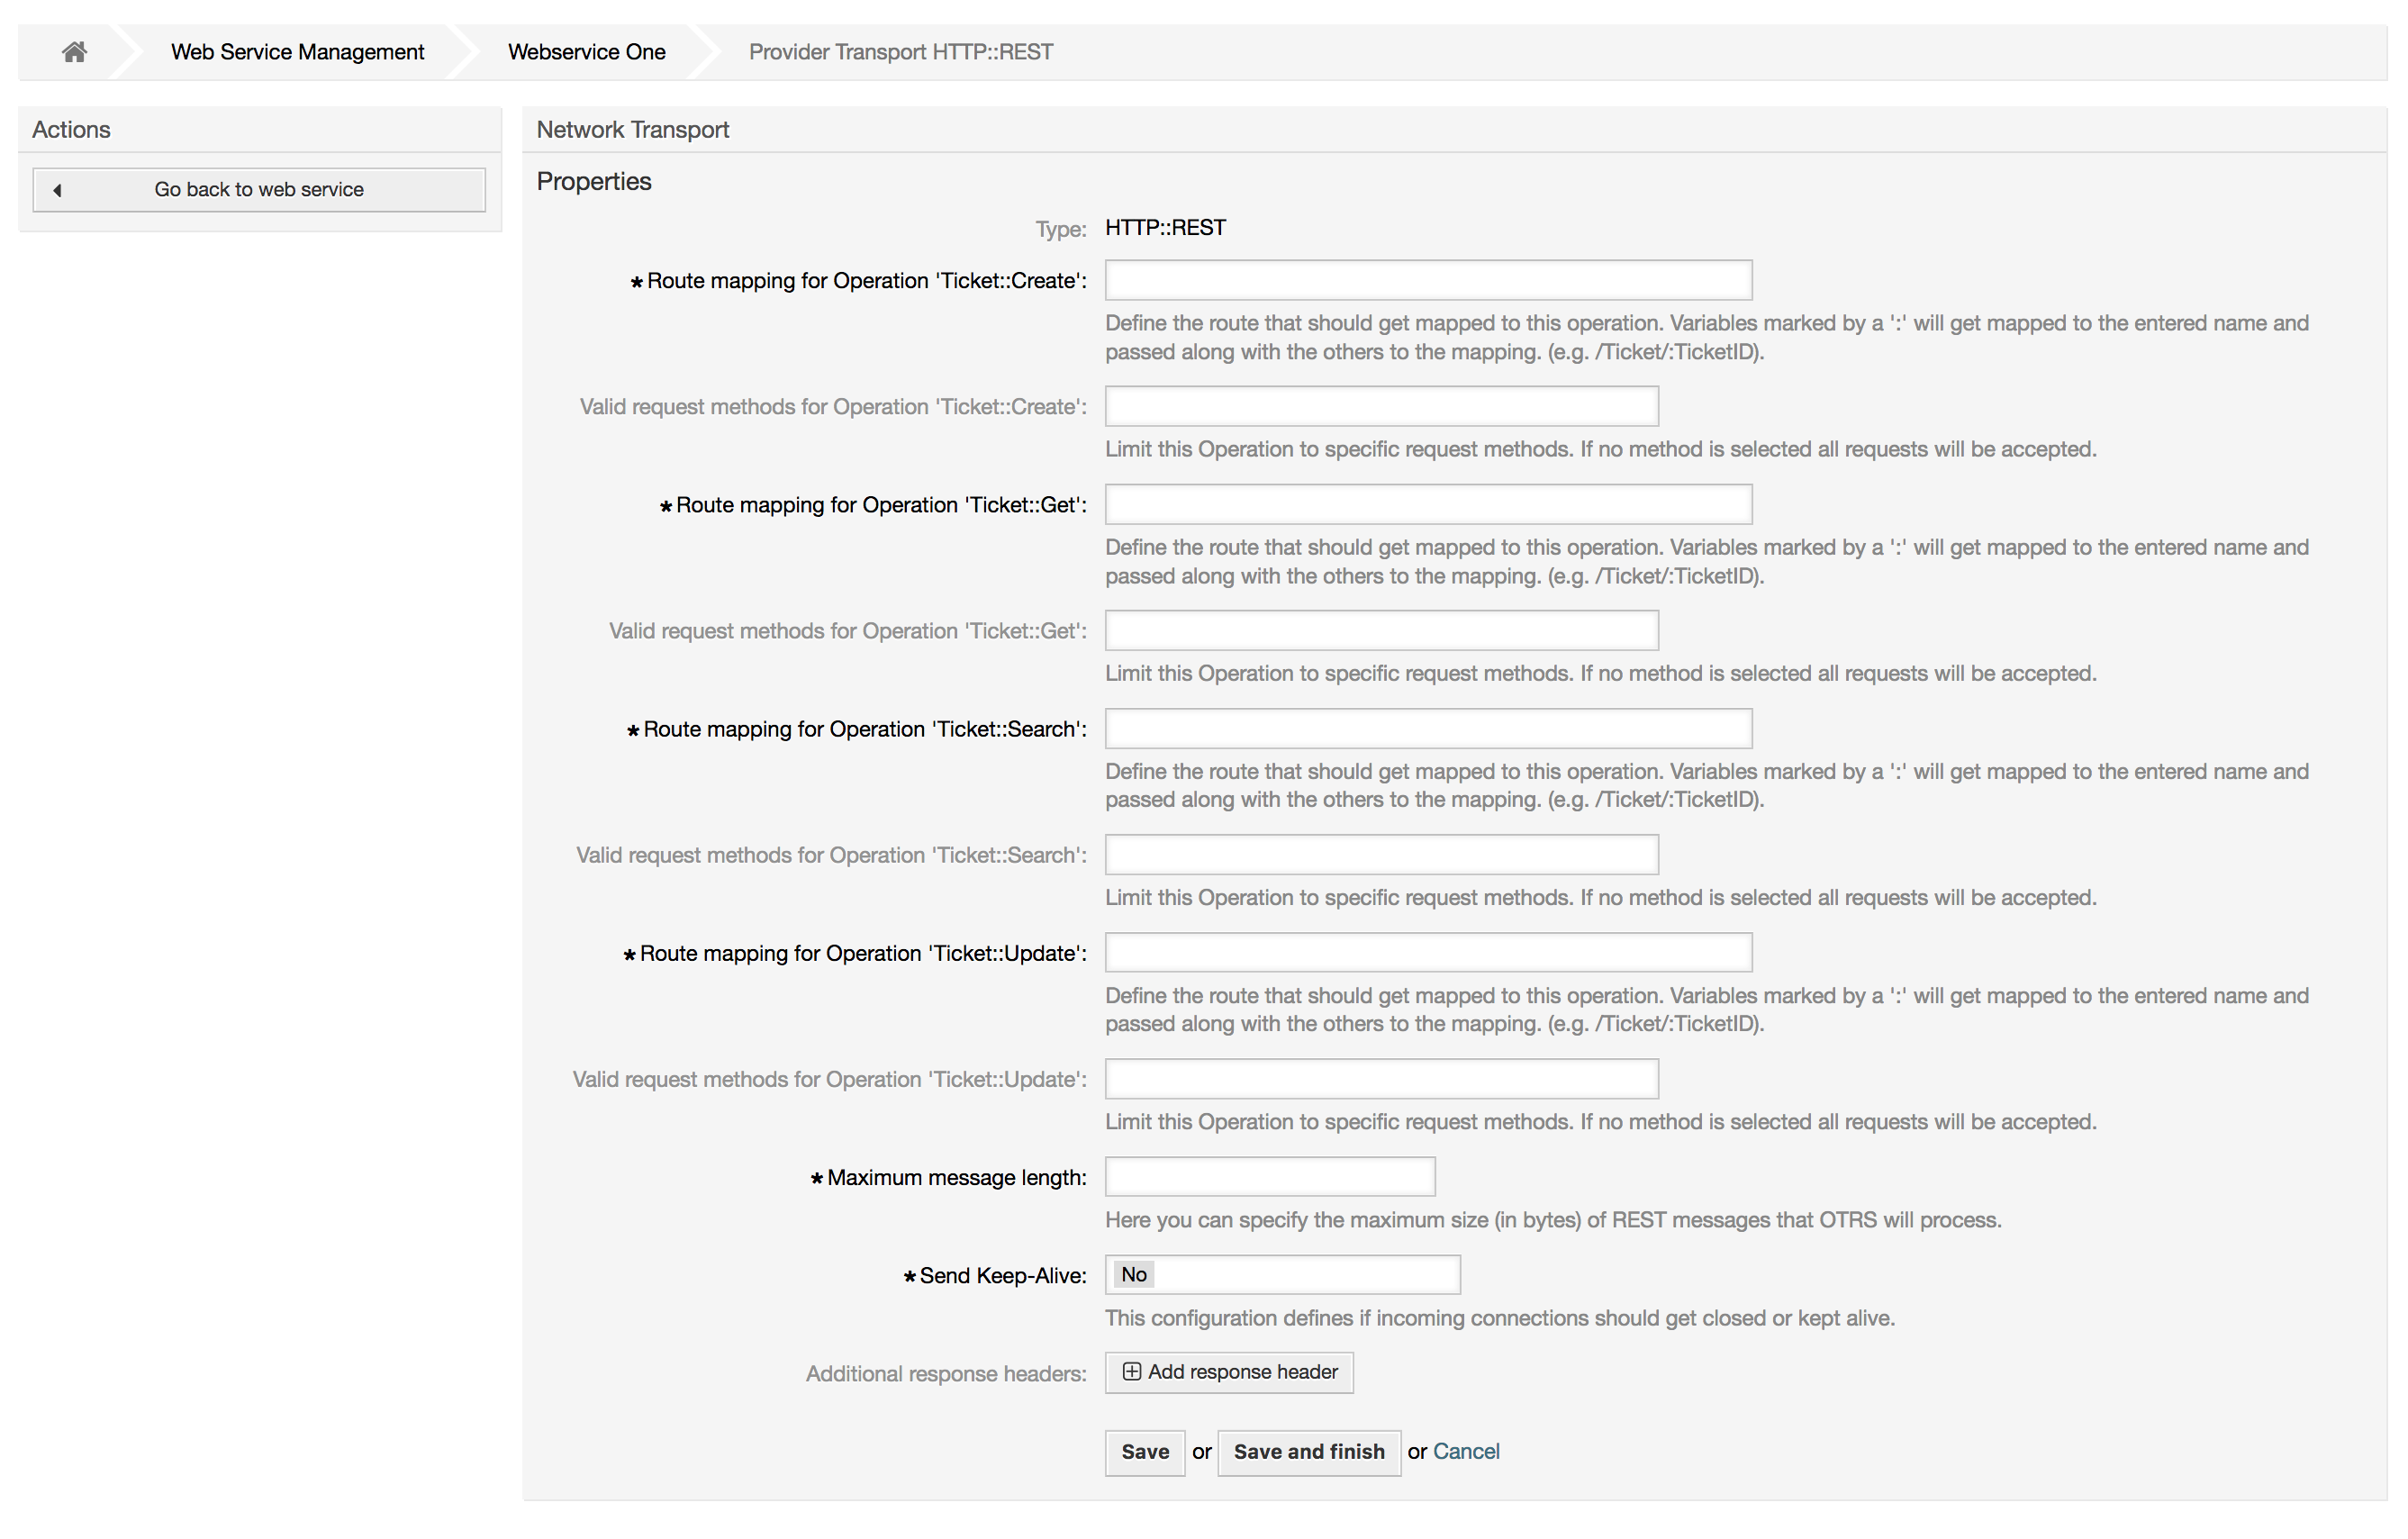 Web Service Management
Webservice One
Provider Transport HTTP::REST
Actions
Go back to web service
Network Transport
Properties
Type: HTTP::REST
* Route mapping for Operation 'Ticket::Create':
Define the route that should get mapped to this operation. Variables marked by a ':' will get mapped to the entered name and
passed along with the others to the mapping. (e.g. /Ticket/:TicketID).
Valid request methods for Operation 'Ticket::Create':
Limit this Operation to specific request methods. If no method is selected all requests will be accepted.
* Route mapping for Operation 'Ticket::Get':
Define the route that should get mapped to this operation. Variables marked by a ':' will get mapped to the entered name and
passed along with the others to the mapping. (e.g. /Ticket/:TicketID).
Valid request methods for Operation 'Ticket::Get':
Limit this Operation to specific request methods. If no method is selected all requests will be accepted.
* Route mapping for Operation 'Ticket::Search':
Define the route that should get mapped to this operation. Variables marked by a ':' will get mapped to the entered name and
passed along with the others to the mapping. (e.g. /Ticket/:TicketID).
Valid request methods for Operation 'Ticket::Search':
Limit this Operation to specific request methods. If no method is selected all requests will be accepted.
* Route mapping for Operation 'Ticket::Update':
Define the route that should get mapped to this operation. Variables marked by a ':' will get mapped to the entered name and
passed along with the others to the mapping. (e.g. /Ticket/:TicketID).
Valid request methods for Operation 'Ticket::Update':
Limit this Operation to specific request methods. If no method is selected all requests will be accepted.
* Maximum message length:
Here you can specify the maximum size (in bytes) of REST messages that OTRS will process.
* Send Keep-Alive: No
This configuration defines if incoming connections should get closed or kept alive.
Additional response headers: Add response header
Save or Save and finish or Cancel